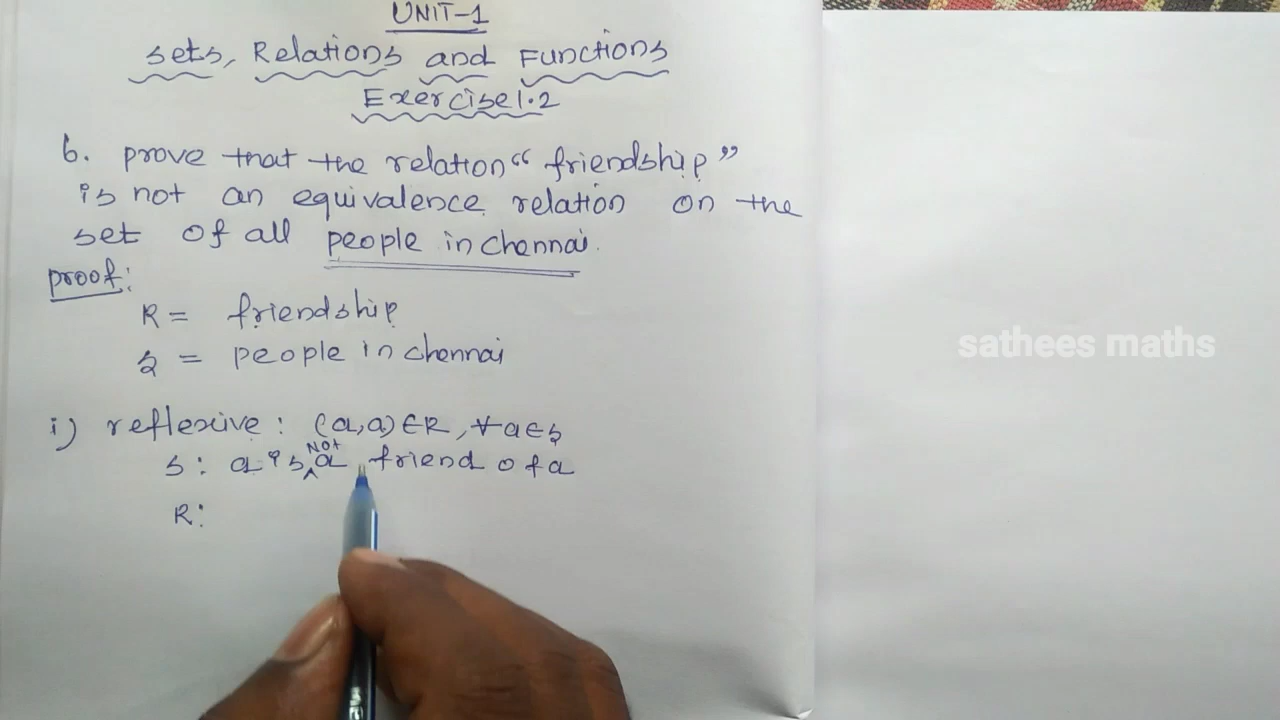 UNIT-1
Sets, Relations and Functions
Exercise 1.2
6. prove that the relation "friendship"
is not an equivalence relation on the
set of all people in chennai.
proof:
R = friendship
S = people in chennai
i) reflexive: (a,a)∈R, ∀a∈S
NOT
S: a is ^ a friend of a
R:
sathees maths